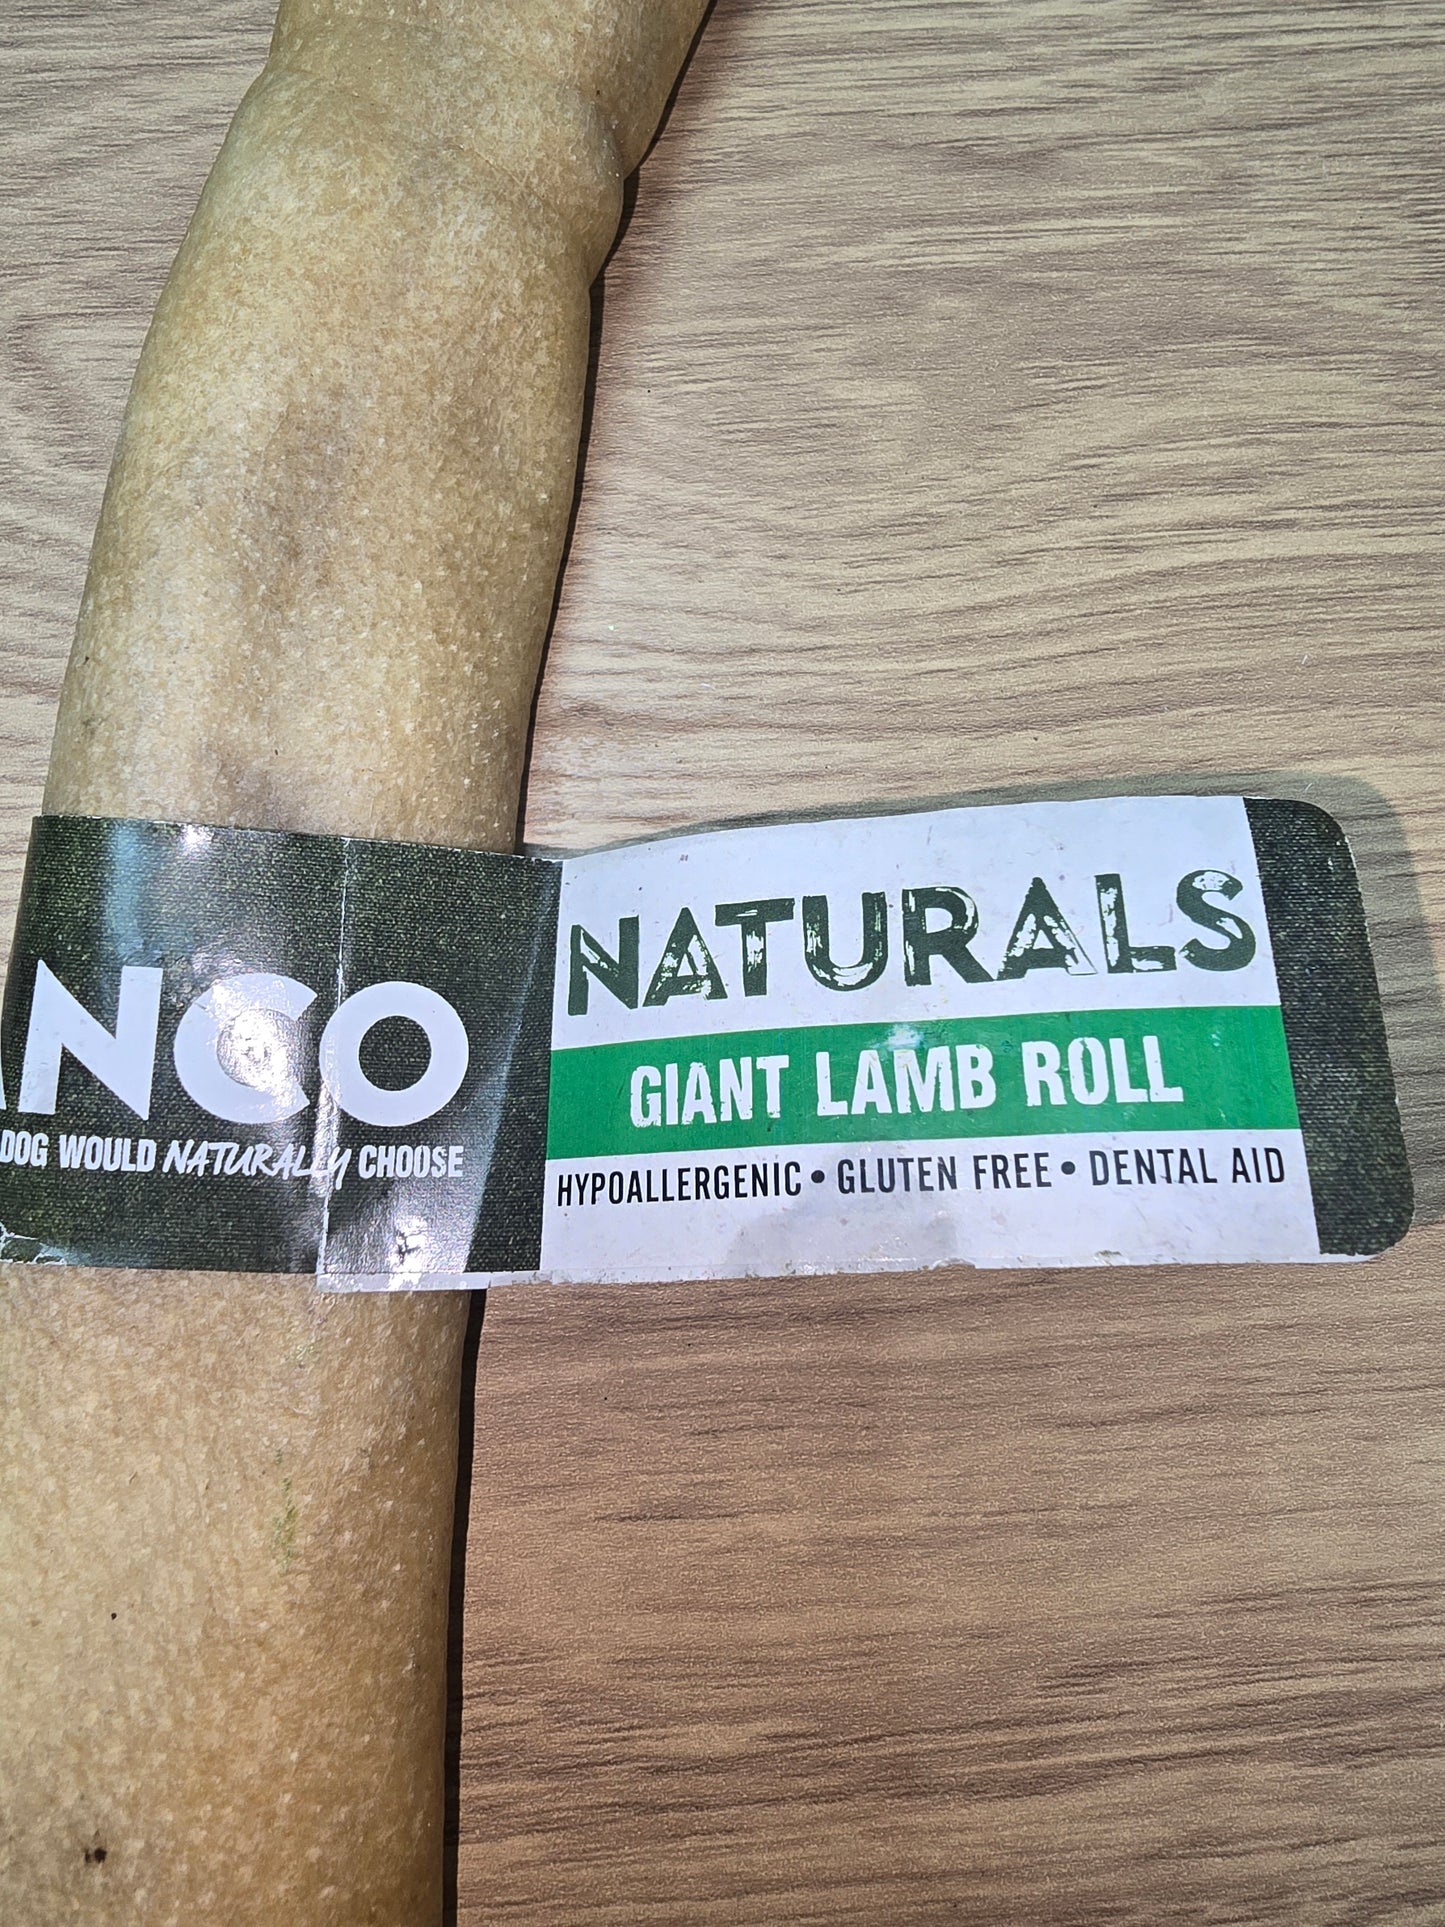 NCO
DOG WOULD NATURALLY CHOOSE
NATURALS
GIANT LAMB ROLL
HYPOALLERGENIC • GLUTEN FREE • DENTAL AID